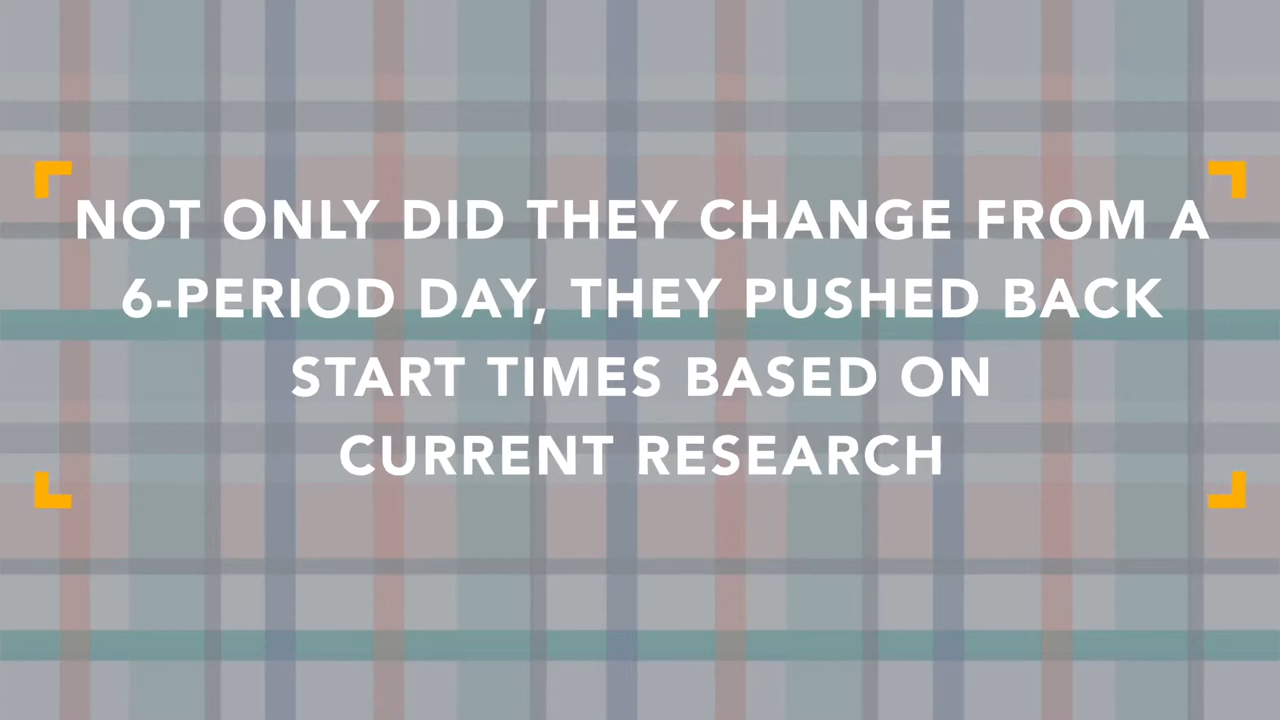 NOT ONLY DID THEY CHANGE FROM A
6-PERIOD DAY, THEY PUSHED BACK
START TIMES BASED ON
CURRENT RESEARCH